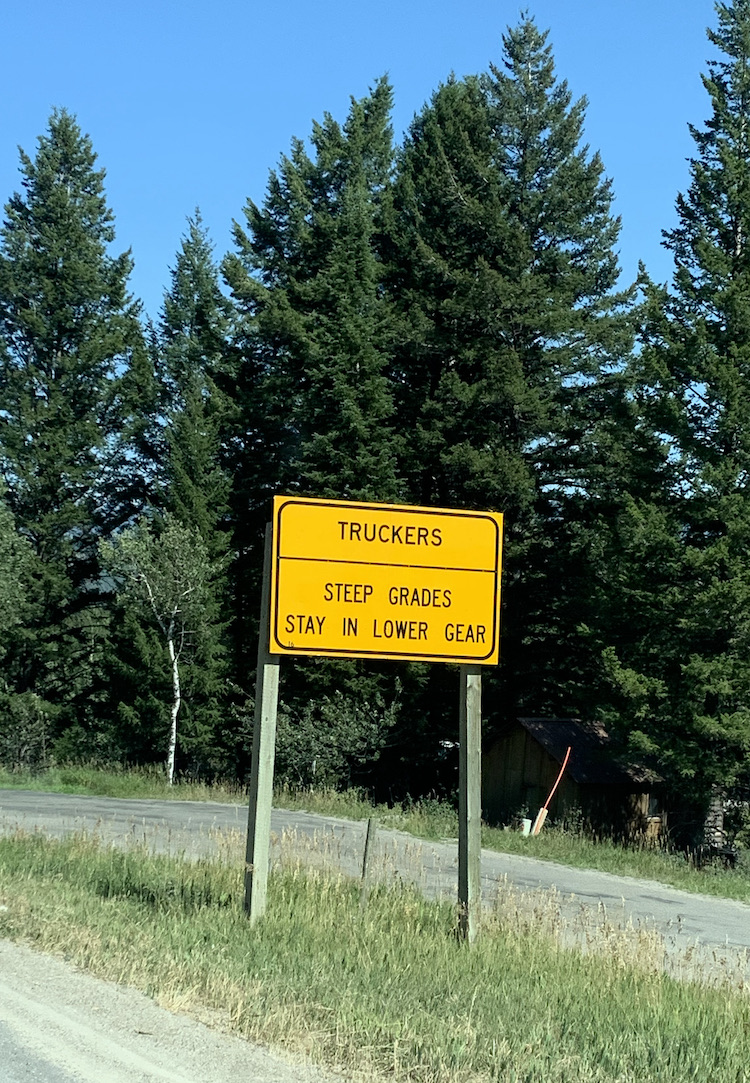 TRUCKERS
STEEP GRADES
STAY IN LOWER GEAR